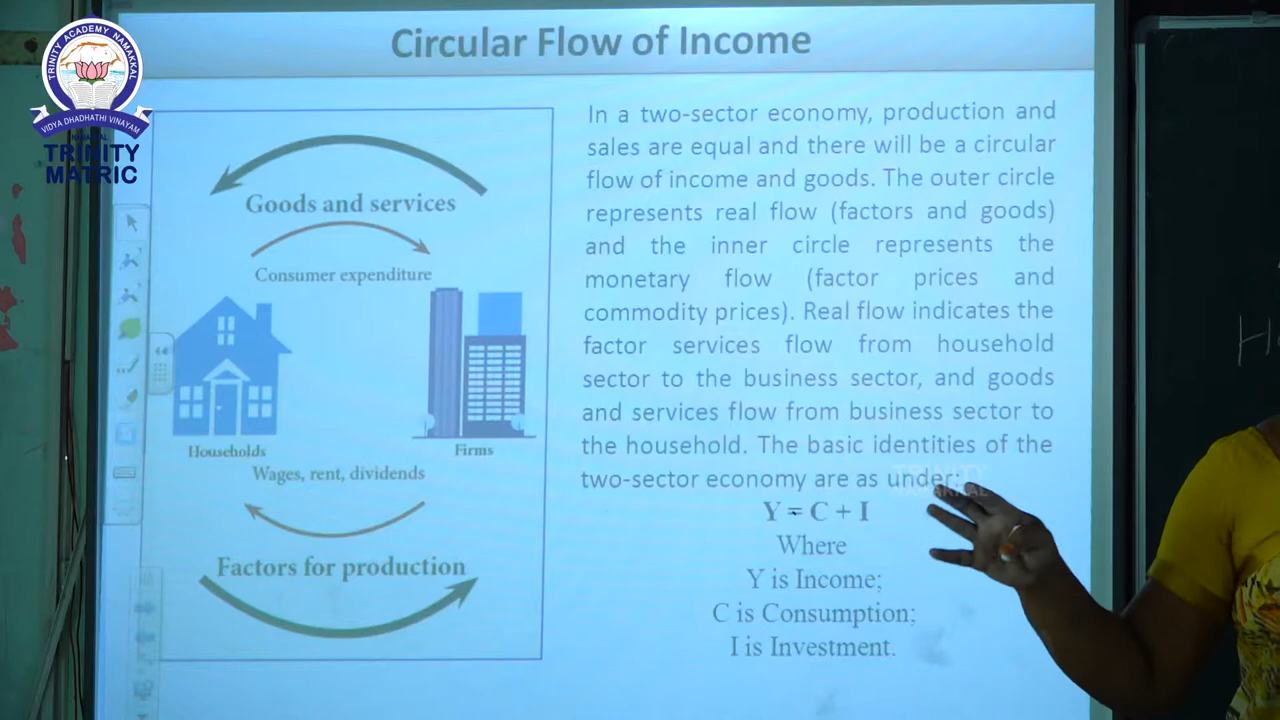 Circular Flow of Income
TRINITY ACADEMY NAMAKKAL
VIDYA DHADHATHI VINAYAM
NAMAKKAL
TRINITY
MATRIC
Goods and services
Consumer expenditure
Households
Firms
Wages, rent, dividends
Factors for production
In a two-sector economy, production and
sales are equal and there will be a circular
flow of income and goods. The outer circle
represents real flow (factors and goods)
and the inner circle represents the
monetary flow (factor prices and
commodity prices). Real flow indicates the
factor services flow from household
sector to the business sector, and goods
and services flow from business sector to
the household. The basic identities of the
two-sector economy are as under:
TRINITY
NAMAKKAL
Y = C + I
Where
Y is Income;
C is Consumption;
I is Investment.
H